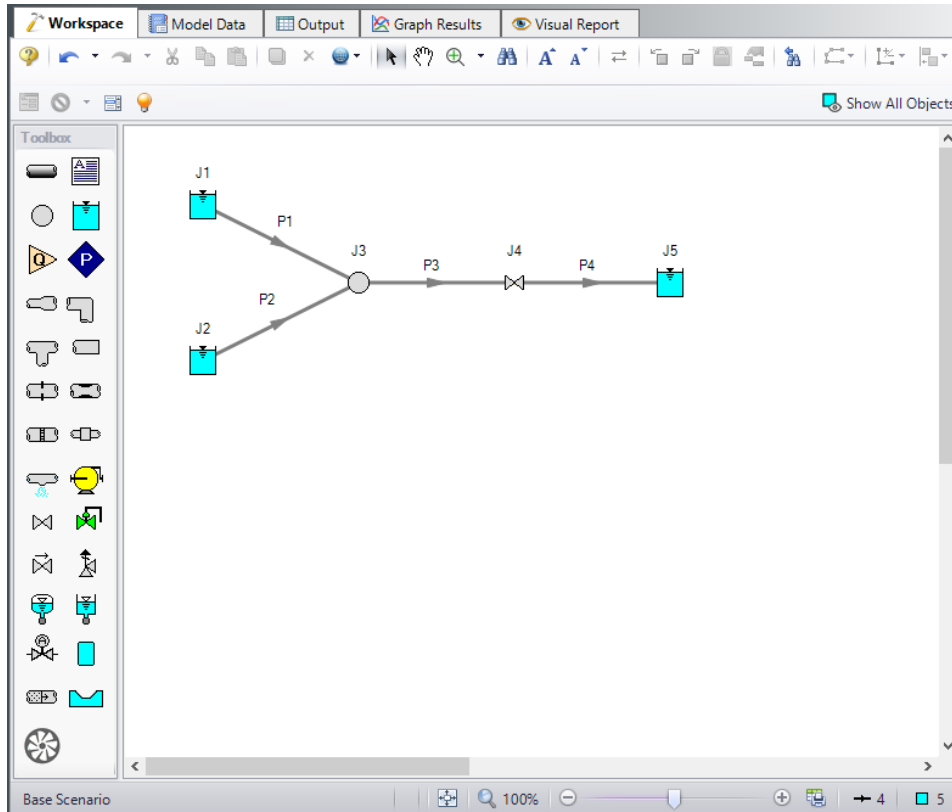 Workspace Model Data Output Graph Results Visual Report
A A
Show All Objects
Toolbox
A
Q P
J1
P1
J3 P3 J4 P4 J5
P2
J2
A
Base Scenario 100% 4 5